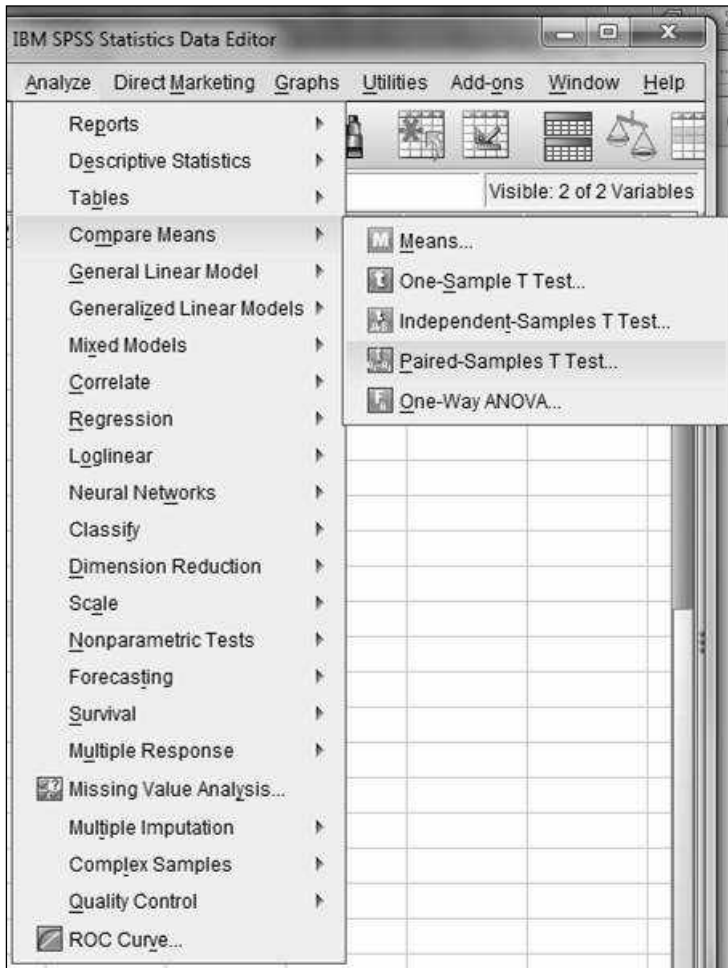 IBM SPSS Statistics Data Editor
Analyze Direct Marketing Graphs Utilities Add-ons Window Help
Visible: 2 of 2 Variables
Reports
Descriptive Statistics
Tables
Compare Means
General Linear Model
Generalized Linear Models
Mixed Models
Correlate
Regression
Loglinear
Neural Networks
Classify
Dimension Reduction
Scale
Nonparametric Tests
Forecasting
Survival
Multiple Response
Missing Value Analysis...
Multiple Imputation
Complex Samples
Quality Control
ROC Curve...
Means...
One-Sample T Test...
Independent-Samples T Test...
Paired-Samples T Test...
One-Way ANOVA...